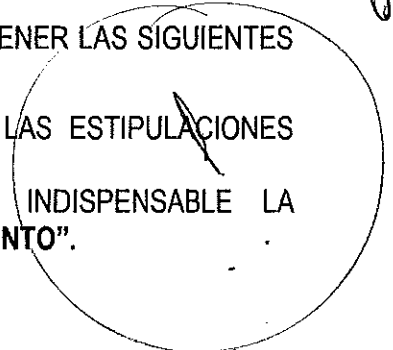 ENER LAS SIGUIENTES
LAS ESTIPULACIONES
INDISPENSABLE LA
NTO”.